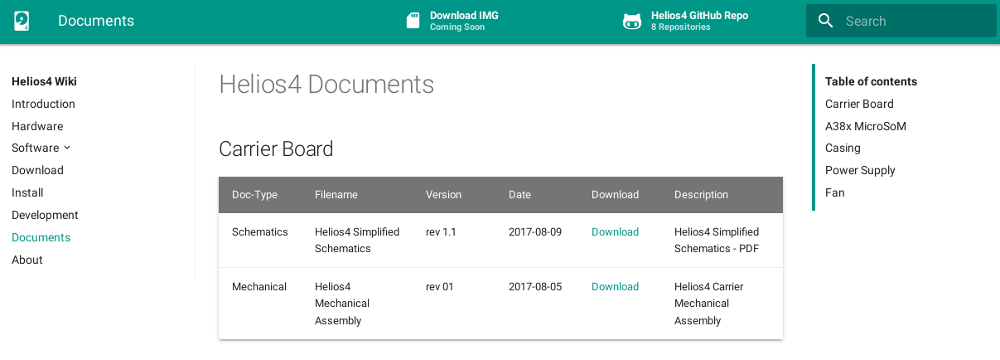 Documents
Download IMG
Coming Soon
Helios4 GitHub Repo
8 Repositories
Search
Helios4 Wiki
Introduction
Hardware
Software
Download
Install
Development
Documents
About
Helios4 Documents
Carrier Board
Doc-Type Filename Version Date Download Description
Schematics Helios4 Simplified rev 1.1 2017-08-09 Download Helios4 Simplified
Schematics Schematics - PDF
Mechanical Helios4 rev 01 2017-08-05 Download Helios4 Carrier
Mechanical Mechanical
Assembly Assembly
Table of contents
Carrier Board
A38x MicroSoM
Casing
Power Supply
Fan